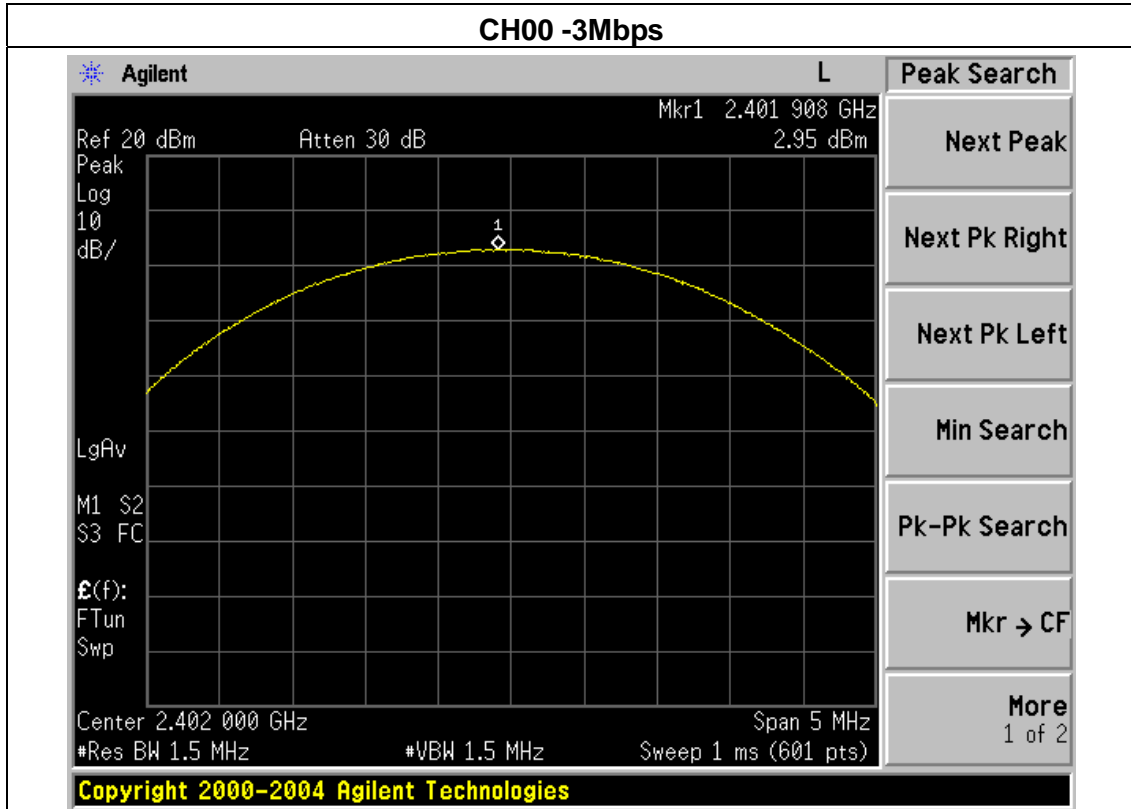 CH00 -3Mbps
Agilent L Peak Search
Mkr1 2.401 908 GHz
Ref 20 dBm Atten 30 dB 2.95 dBm
Peak
Log
10
dB/
1
LgAv
M1 S2
S3 FC
£(f):
FTun
Swp
Center 2.402 000 GHz Span 5 MHz
#Res BW 1.5 MHz #VBW 1.5 MHz Sweep 1 ms (601 pts)
Copyright 2000-2004 Agilent Technologies
Next Peak
Next Pk Right
Next Pk Left
Min Search
Pk-Pk Search
Mkr → CF
More
1 of 2